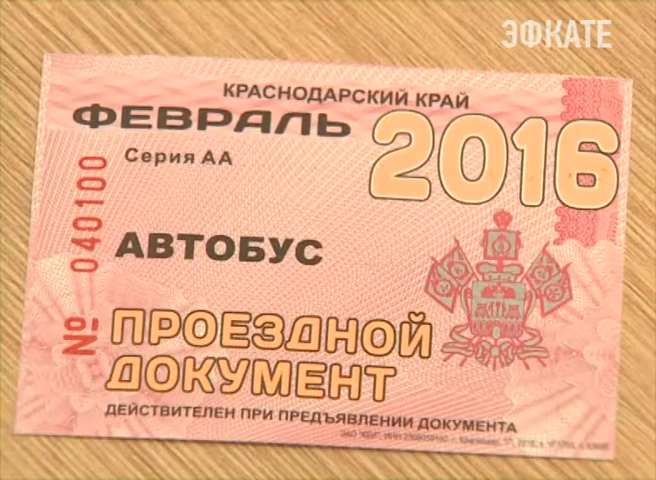 ЭФКАТЕ
КРАСНОДАРСКИЙ КРАЙ
ФЕВРАЛЬ 2016
Серия АА
№ 040100
АВТОБУС
ПРОЕЗДНОЙ
ДОКУМЕНТ
ДЕЙСТВИТЕЛЕН ПРИ ПРЕДЪЯВЛЕНИИ ДОКУМЕНТА